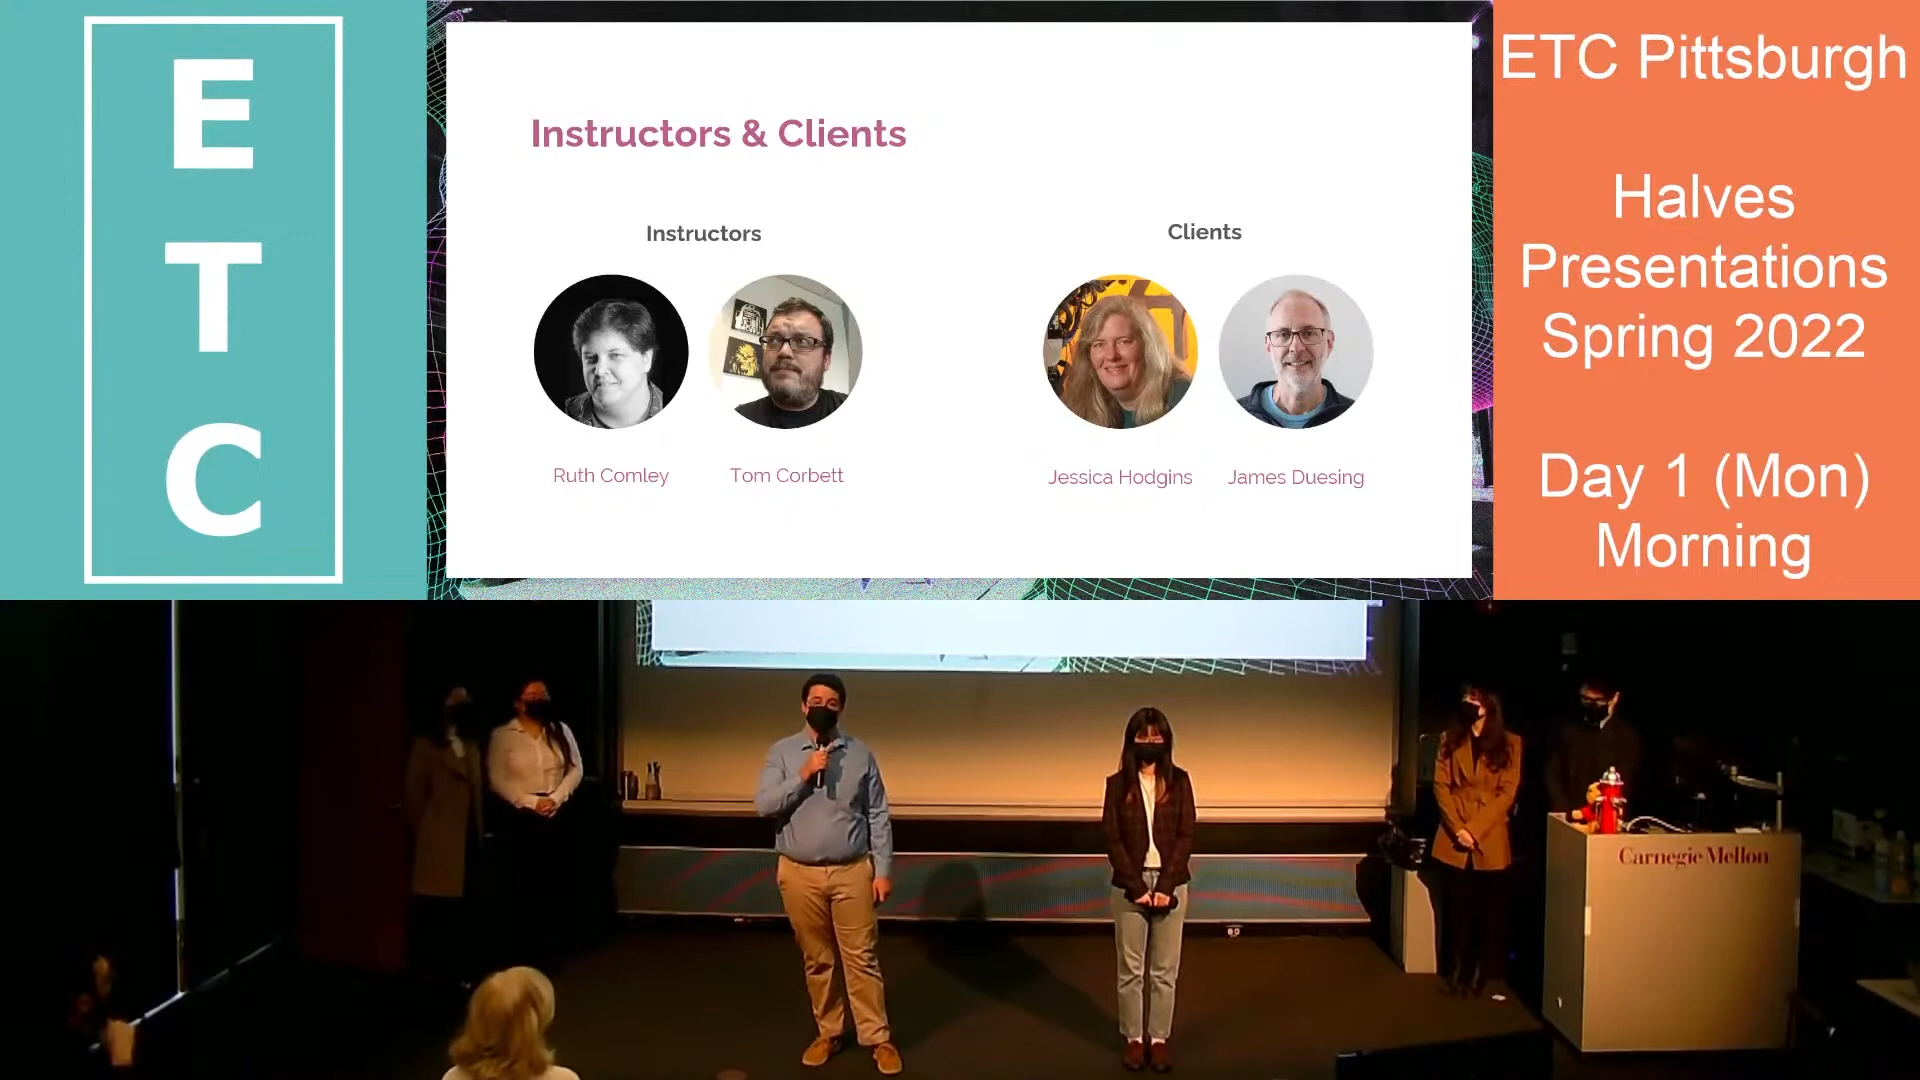 E
T
C
Instructors & Clients
Instructors
Clients
Ruth Comley
Tom Corbett
Jessica Hodgins
James Duesing
ETC Pittsburgh
Halves
Presentations
Spring 2022
Day 1 (Mon)
Morning
Carnegie Mellon